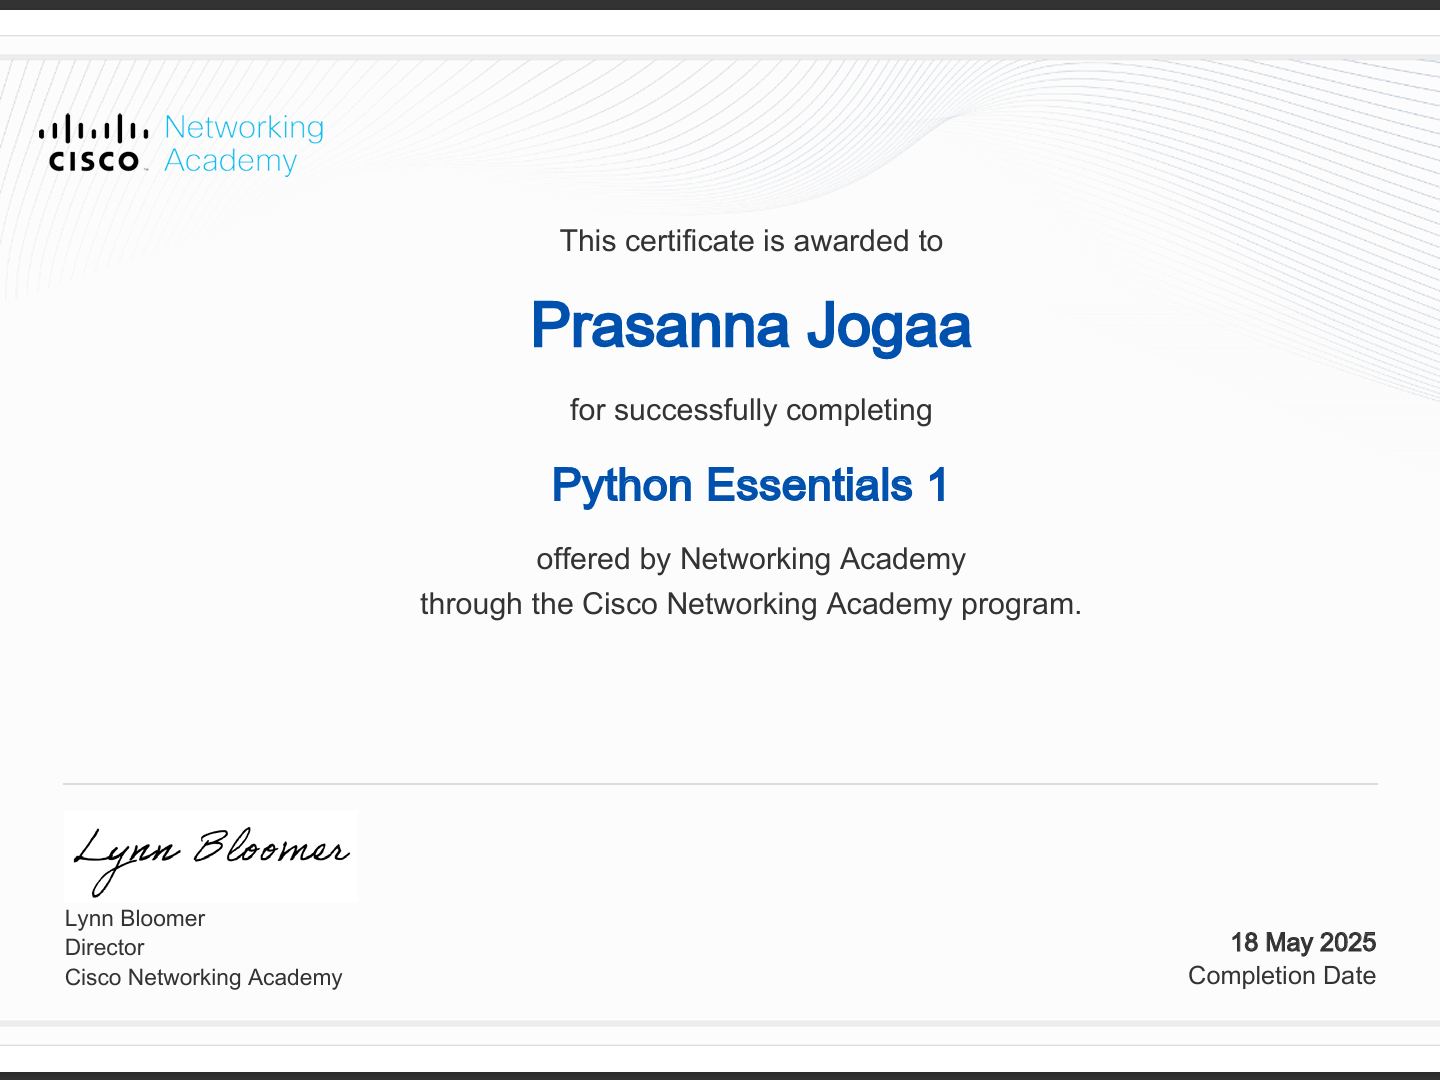 CISCO Networking
Academy
This certificate is awarded to
Prasanna Jogaa
for successfully completing
Python Essentials 1
offered by Networking Academy
through the Cisco Networking Academy program.
Lynn Bloomer
Lynn Bloomer
Director
Cisco Networking Academy
18 May 2025
Completion Date